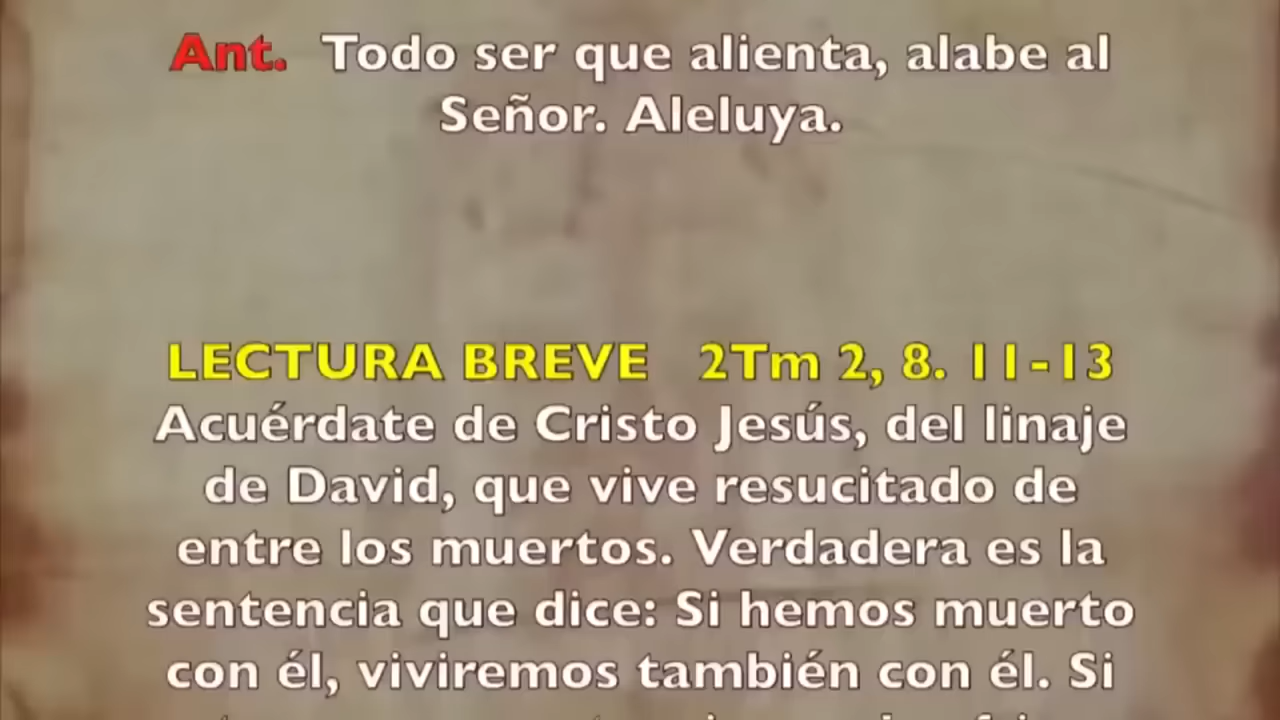 Ant. Todo ser que alienta, alabe al
Señor. Aleluya.
LECTURA BREVE 2Tm 2, 8. 11-13
Acuérdate de Cristo Jesús, del linaje
de David, que vive resucitado de
entre los muertos. Verdadera es la
sentencia que dice: Si hemos muerto
con él, viviremos también con él. Si